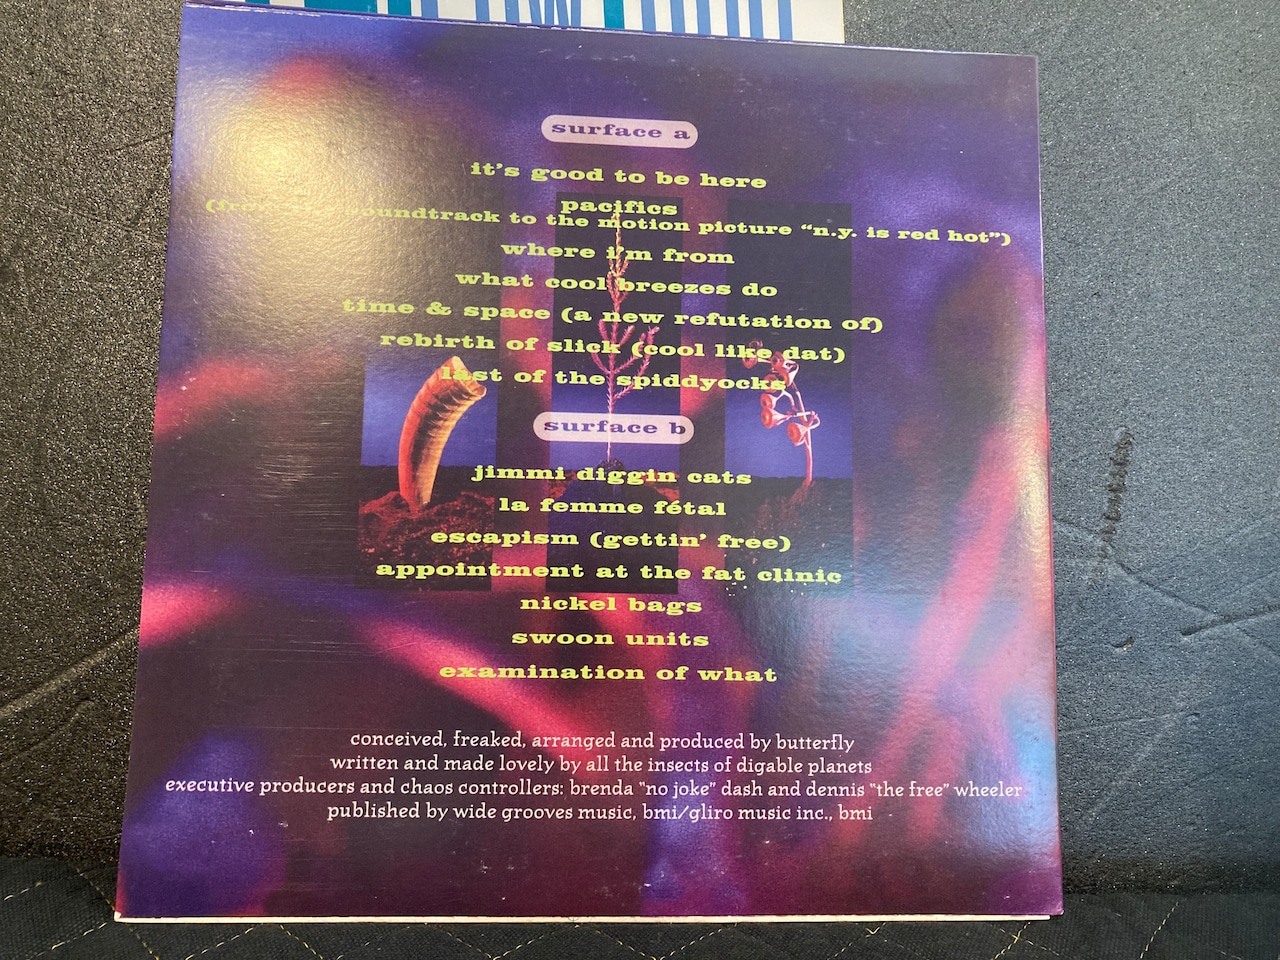 surface a
it's good to be here
pacifics
soundtrack to the motion picture "n.y. is red hot")
where i'm from
what cool breezes do
time & space (a new refutation of)
rebirth of slick (cool like dat)
last of the spiddyocks
surface b
jimmi diggin cats
la femme fétal
escapism (gettin' free)
appointment at the fat clinic
nickel bags
swoon units
examination of what
conceived, freaked, arranged and produced by butterfly
written and made lovely by all the insects of digable planets
executive producers and chaos controllers: brenda "no joke" dash and dennis "the free" wheeler
published by wide grooves music, bmi/gliro music inc., bmi